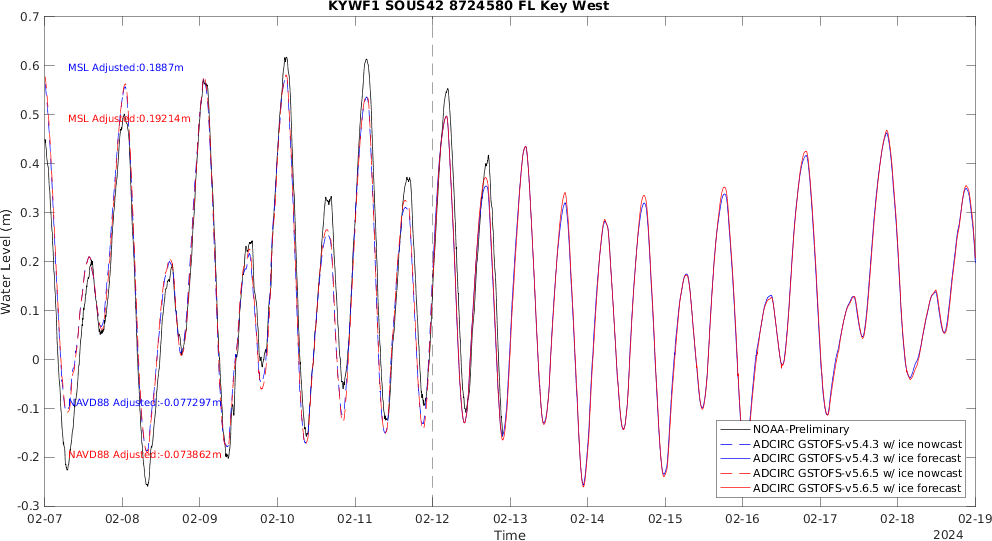 KYWF1 SOUS42 8724580 FL Key West
0.7
0.6
0.5
0.4
0.3
0.2
0.1
0
-0.1
-0.2
-0.3
Water Level (m)
MSL Adjusted:0.1887m
MSL Adjusted:0.19214m
NAVD88 Adjusted:-0.077297m
NAVD88 Adjusted:-0.073862m
NOAA-Preliminary
ADCIRC GSTOFS-v5.4.3 w/ ice nowcast
ADCIRC GSTOFS-v5.4.3 w/ ice forecast
ADCIRC GSTOFS-v5.6.5 w/ ice nowcast
ADCIRC GSTOFS-v5.6.5 w/ ice forecast
02-07 02-08 02-09 02-10 02-11 02-12 02-13 02-14 02-15 02-16 02-17 02-18 02-19
Time
2024